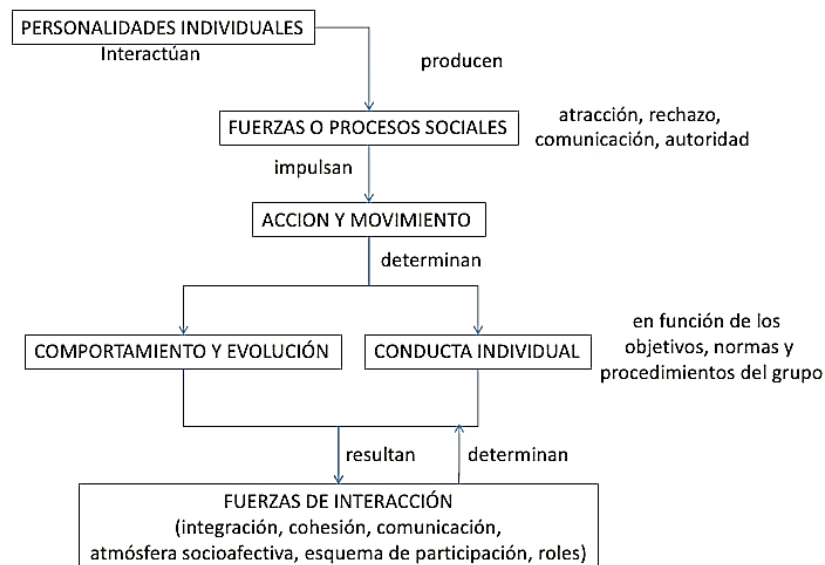 PERSONALIDADES INDIVIDUALES
Interactúan
producen
FUERZAS O PROCESOS SOCIALES
atracción, rechazo,
comunicación, autoridad
impulsan
ACCION Y MOVIMIENTO
determinan
COMPORTAMIENTO Y EVOLUCIÓN
CONDUCTA INDIVIDUAL
en función de los
objetivos, normas y
procedimientos del grupo
resultan
determinan
FUERZAS DE INTERACCIÓN
(integración, cohesión, comunicación,
atmósfera socioafectiva, esquema de participación, roles)